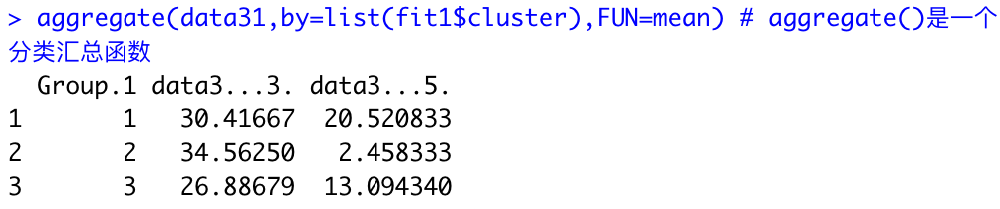 > aggregate(data31,by=list(fit1$cluster),FUN=mean) # aggregate()是一个
分类汇总函数
  Group.1 data3...3. data3...5.
1       1   30.41667  20.520833
2       2   34.56250   2.458333
3       3   26.88679  13.094340